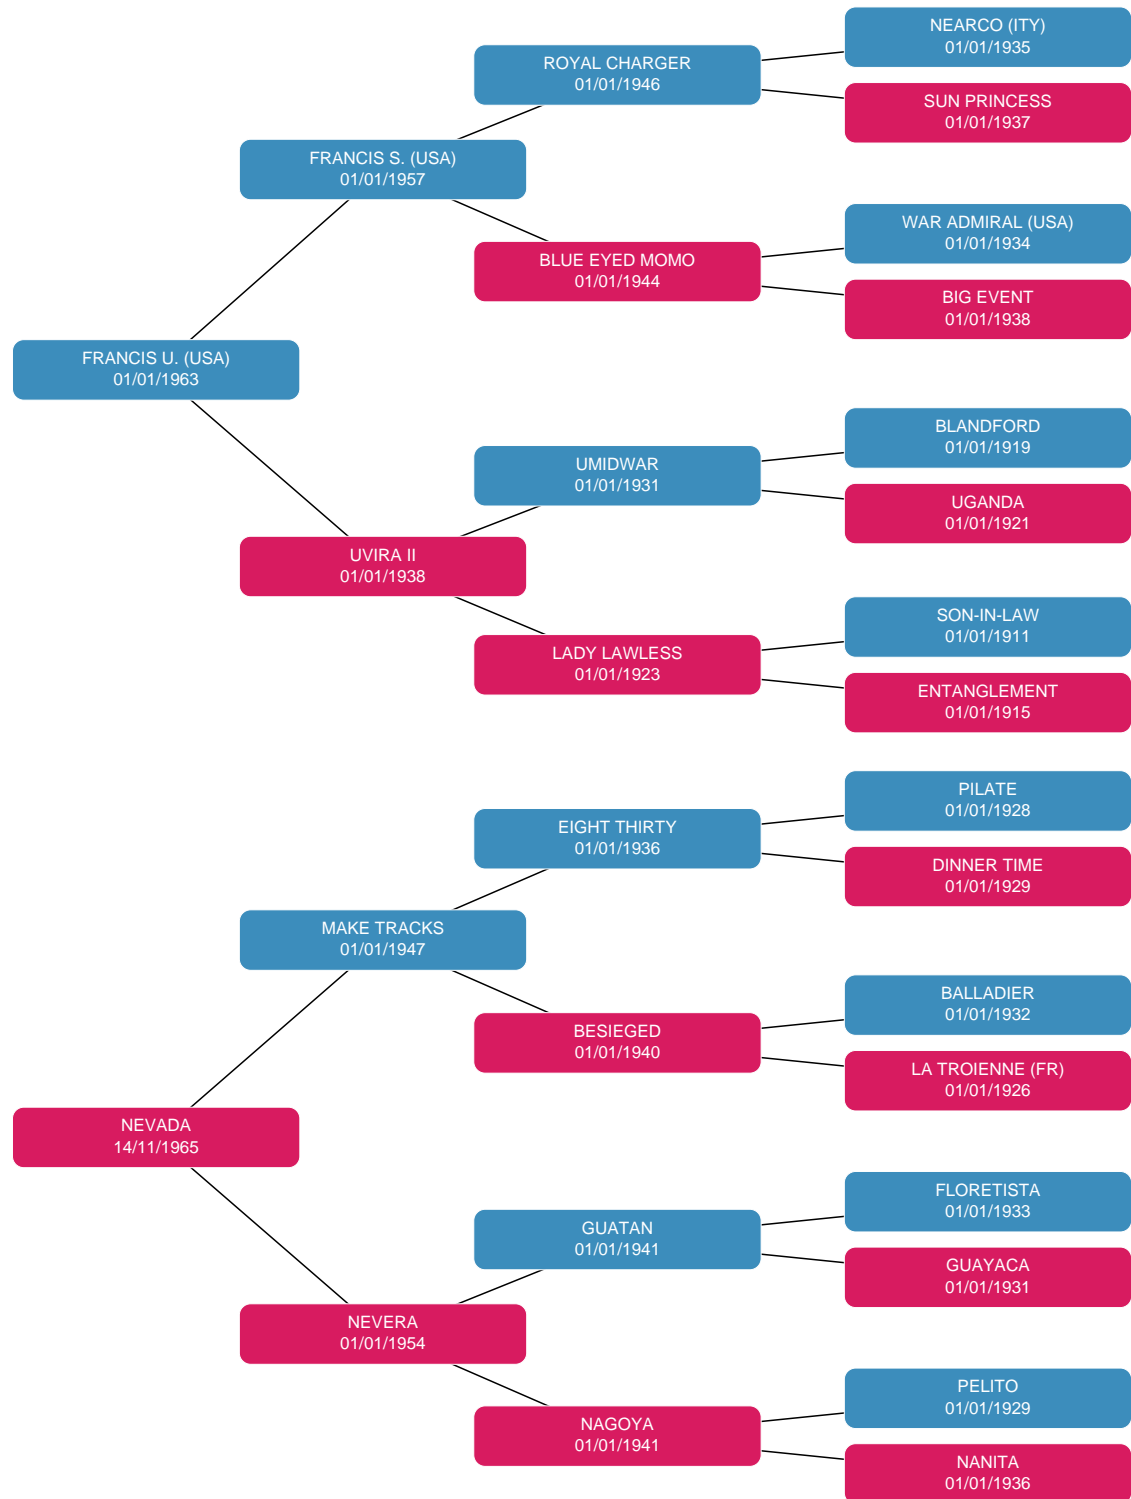 NEARCO (ITY)
01/01/1935
ROYAL CHARGER
01/01/1946
SUN PRINCESS
01/01/1937
FRANCIS S. (USA)
01/01/1957
WAR ADMIRAL (USA)
01/01/1934
BLUE EYED MOMO
01/01/1944
BIG EVENT
01/01/1938
FRANCIS U. (USA)
01/01/1963
BLANDFORD
01/01/1919
UMIDWAR
01/01/1931
UGANDA
01/01/1921
UVIRA II
01/01/1938
SON-IN-LAW
01/01/1911
LADY LAWLESS
01/01/1923
ENTANGLEMENT
01/01/1915
PILATE
01/01/1928
EIGHT THIRTY
01/01/1936
DINNER TIME
01/01/1929
MAKE TRACKS
01/01/1947
BALLADIER
01/01/1932
BESIEGED
01/01/1940
LA TROIENNE (FR)
01/01/1926
NEVADA
14/11/1965
FLORETISTA
01/01/1933
GUATAN
01/01/1941
GUAYACA
01/01/1931
NEVERA
01/01/1954
PELITO
01/01/1929
NAGOYA
01/01/1941
NANITA
01/01/1936